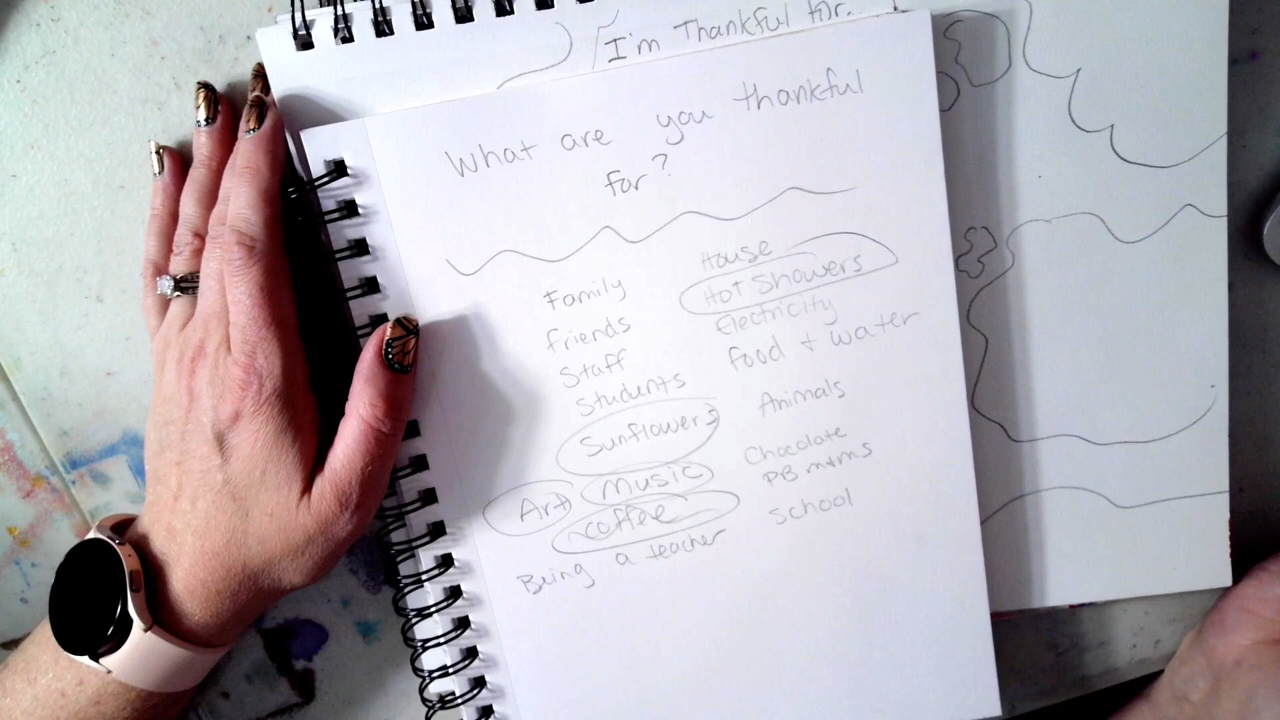 I'm Thankful for.
What are you thankful
for?
Family
Friends
Staff
Students
Sunflowers
Art Music
coffee
Being a teacher
House
Hot Showers
Electricity
food + water
Animals
Chocolate
PB m+ms
School